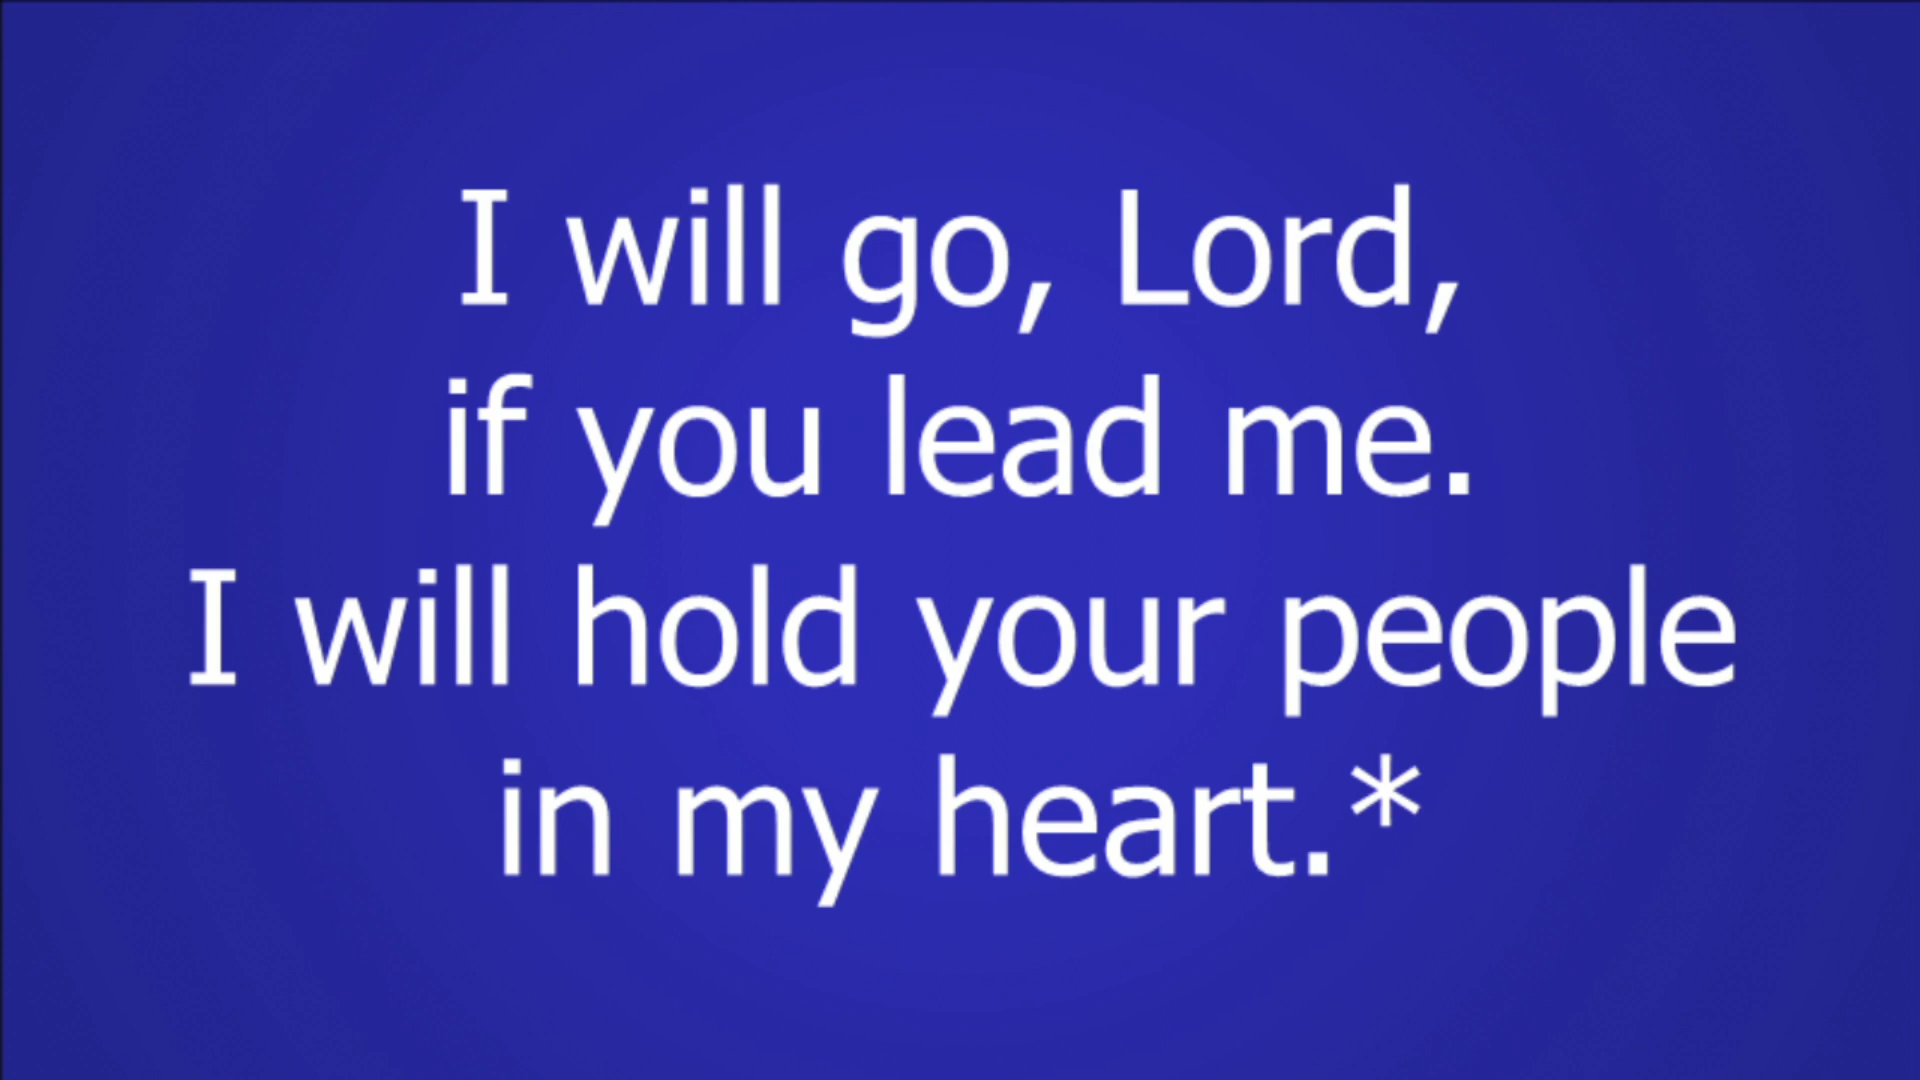 I will go, Lord,
if you lead me.
I will hold your people
in my heart.*